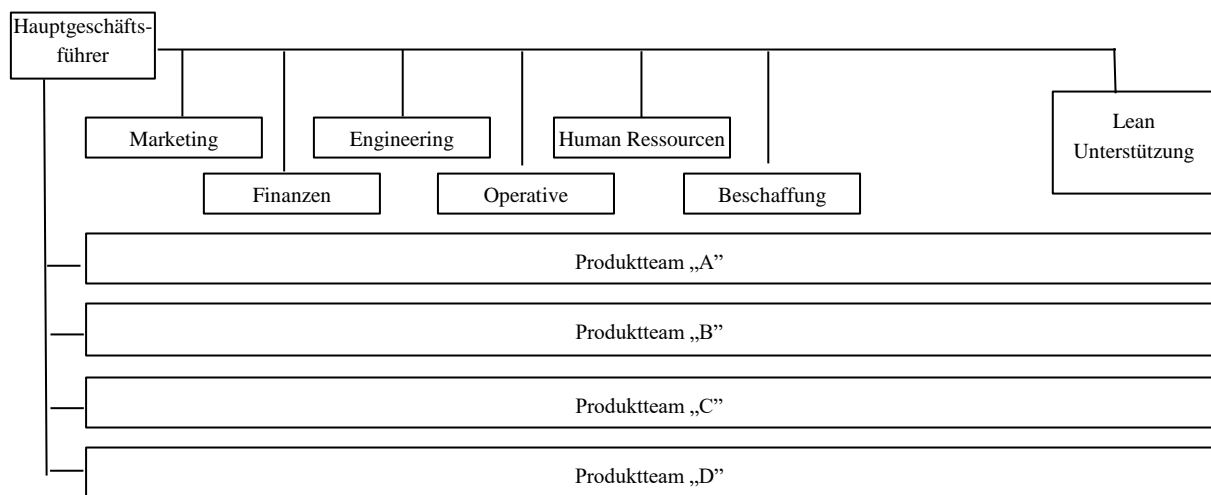 Hauptgeschäfts-
führer
Marketing
Engineering
Human Ressourcen
Lean
Unterstützung
Finanzen
Operative
Beschaffung
Produktteam „A”
Produktteam „B”
Produktteam „C”
Produktteam „D”